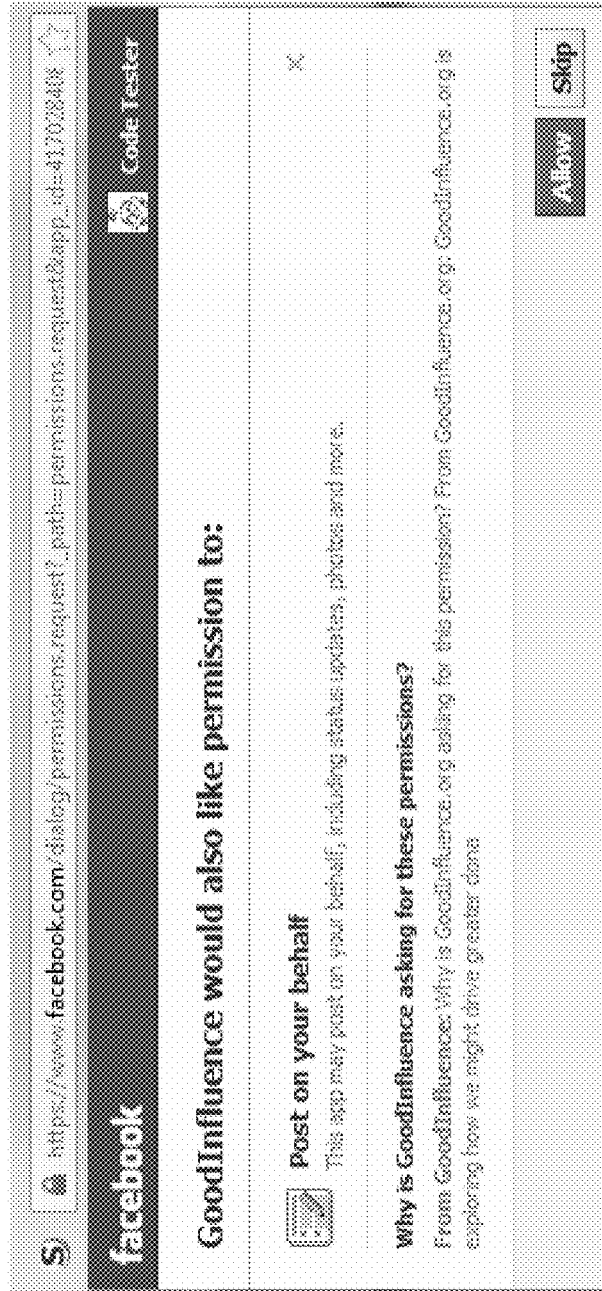 S) https://www.facebook.com/dialog/permissions.request?_path=permissions.request&app_id=417028408
facebook Code Tester
GoodInfluence would also like permission to:
Post on your behalf ×
This app may post on your behalf, including status updates, photos and more.
Why is GoodInfluence asking for these permissions?
From GoodInfluence: Why is GoodInfluence.org asking for this permission? From GoodInfluence.org: GoodInfluence.org is
exploring how we might drive greater dona
Allow Skip